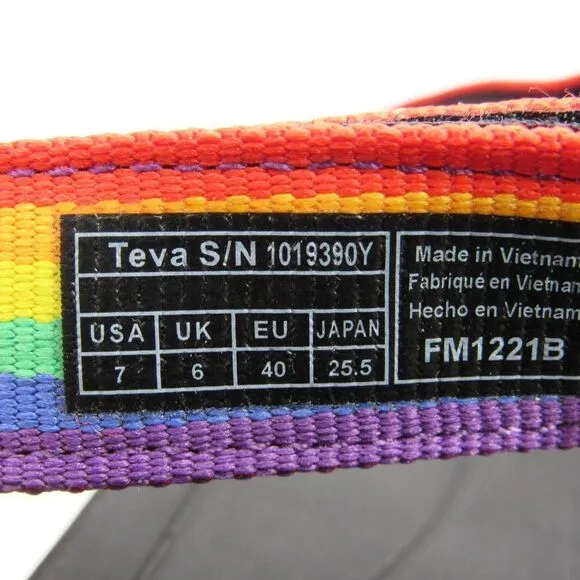 Teva S/N 1019390Y
USA UK EU JAPAN
7 6 40 25.5
Made in Vietnam
Fabriqué en Vietnam
Hecho en Vietnam
FM1221B